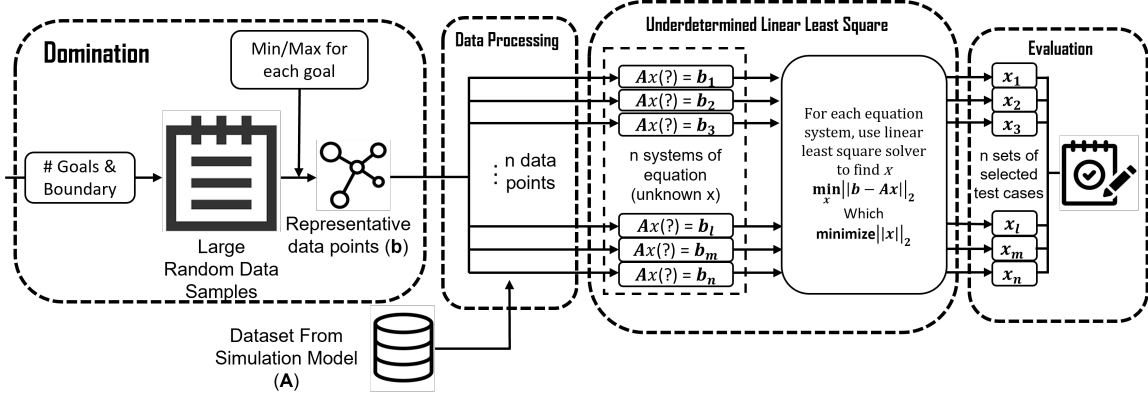 Domination
Min/Max for
each goal
# Goals &
Boundary
Large
Random Data
Samples
Representative
data points (b)
Dataset From
Simulation Model
(A)
Data Processing
⋮ n data
points
Underdetermined Linear Least Square
Ax(?) = b₁
Ax(?) = b₂
Ax(?) = b₃
n systems of
equation
(unknown x)
Ax(?) = bₗ
Ax(?) = bₘ
Ax(?) = bₙ
For each equation
system, use linear
least square solver
to find x
min||b − Ax||₂
x
Which
minimize||x||₂
Evaluation
x₁
x₂
x₃
n sets of
selected
test cases
xₗ
xₘ
xₙ